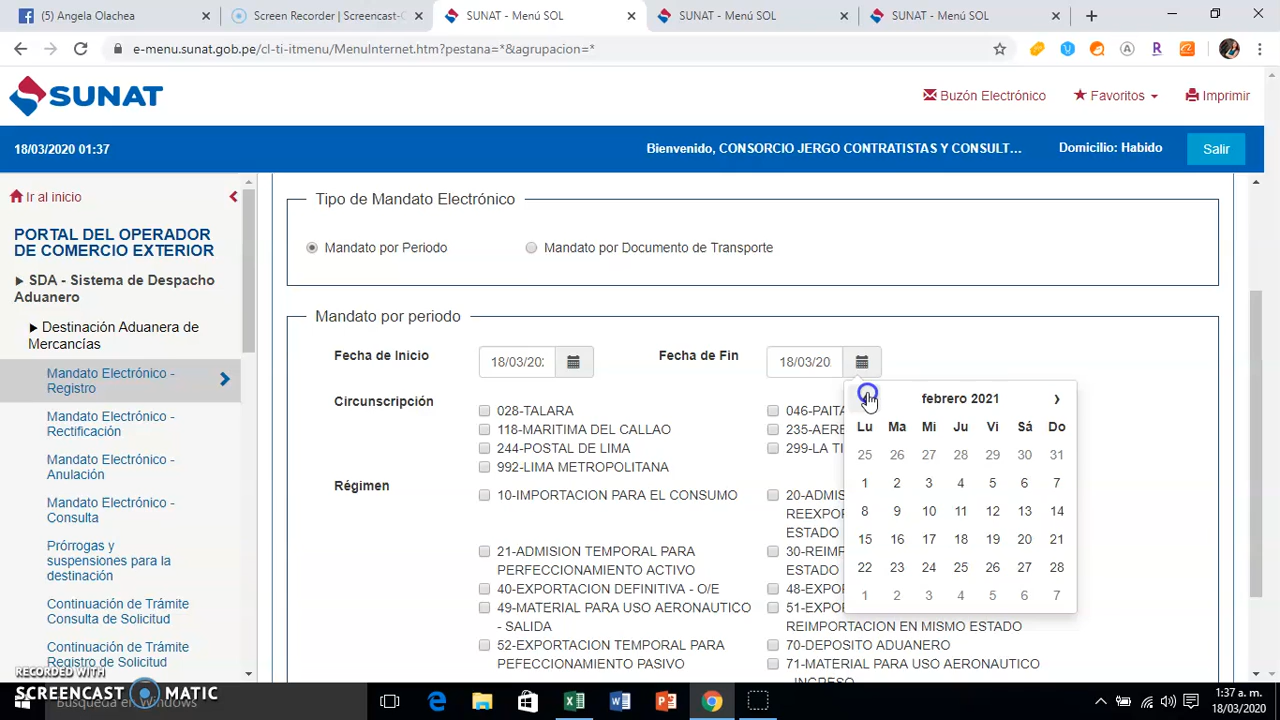 (3) Angela Olachea
Screen Recorder | Screencast-O
SUNAT - Menú SOL
SUNAT - Menú SOL
SUNAT - Menú SOL
e-menu.sunat.gob.pe/cl-ti-itmenu/MenuInternet.htm?pestana=*&agrupacion=*
SUNAT
Buzón Electrónico
Favoritos
Imprimir
18/03/2020 01:37
Bienvenido, CONSORCIO JERGO CONTRATISTAS Y CONSULT...
Domicilio: Habido
Salir
Ir al inicio
PORTAL DEL OPERADOR
DE COMERCIO EXTERIOR
SDA - Sistema de Despacho
Aduanero
Destinación Aduanera de
Mercancías
Mandato Electrónico -
Registro
Mandato Electrónico -
Rectificación
Mandato Electrónico -
Anulación
Mandato Electrónico -
Consulta
Prórrogas y
suspensiones para la
destinación
Continuación de Trámite
Consulta de Solicitud
Continuación de Trámite
Registro de Solicitud
Tipo de Mandato Electrónico
Mandato por Periodo
Mandato por Documento de Transporte
Mandato por periodo
Fecha de Inicio
18/03/20
Fecha de Fin
18/03/20
Circunscripción
028-TALARA
046-PAITA
118-MARITIMA DEL CALLAO
235-AERE
244-POSTAL DE LIMA
299-LA TI
992-LIMA METROPOLITANA
Régimen
10-IMPORTACION PARA EL CONSUMO
20-ADMIS
REEXPOR
ESTADO
21-ADMISION TEMPORAL PARA
PERFECCIONAMIENTO ACTIVO
30-REIMP
ESTADO
40-EXPORTACION DEFINITIVA - O/E
48-EXPO
49-MATERIAL PARA USO AERONAUTICO
- SALIDA
51-EXPO
REIMPORTACION EN MISMO ESTADO
52-EXPORTACION TEMPORAL PARA
PEFECCIONAMIENTO PASIVO
70-DEPOSITO ADUANERO
71-MATERIAL PARA USO AERONAUTICO
INGRESO
febrero 2021
Lu Ma Mi Ju Vi Sá Do
25 26 27 28 29 30 31
1 2 3 4 5 6 7
8 9 10 11 12 13 14
15 16 17 18 19 20 21
22 23 24 25 26 27 28
1 2 3 4 5 6 7
RECORDED WITH
SCREENCAST MATIC
Búsqueda en Windows
1:37 a. m.
18/03/2020